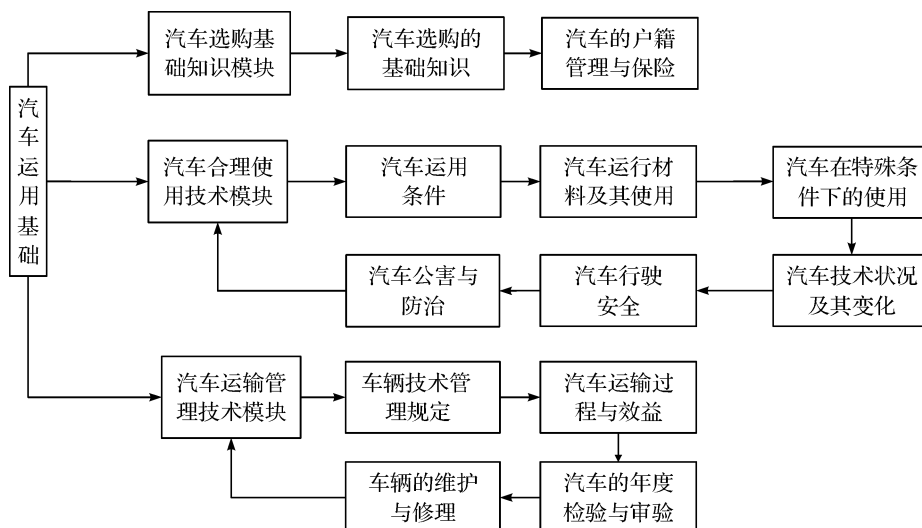 汽车选购基
础知识模块
汽车选购的
基础知识
汽车的户籍
管理与保险
汽车运用基础
汽车合理使
用技术模块
汽车运用
条件
汽车运行材
料及其使用
汽车在特殊条
件下的使用
汽车公害与
防治
汽车行驶
安全
汽车技术状况
及其变化
汽车运输管
理技术模块
车辆技术管
理规定
汽车运输过
程与效益
车辆的维护
与修理
汽车的年度
检验与审验